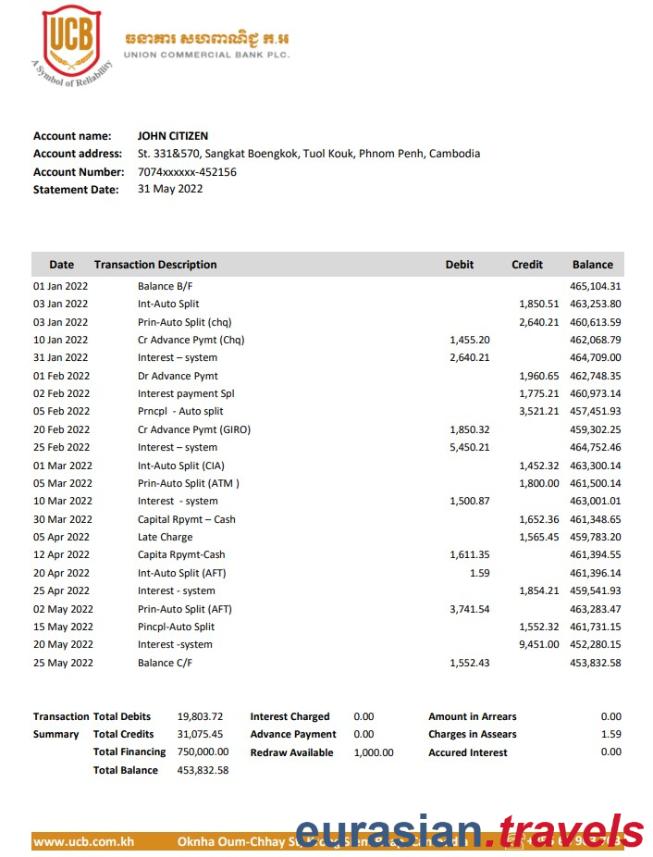 UCB
A Symbol of Reliability
ធនាគារ សហពាណិជ្ជ ភ.អ
UNION COMMERCIAL BANK PLC.
Account name: JOHN CITIZEN
Account address: St. 331&570, Sangkat Boengkok, Tuol Kouk, Phnom Penh, Cambodia
Account Number: 7074xxxxxx-452156
Statement Date: 31 May 2022
Date Transaction Description Debit Credit Balance
01 Jan 2022 Balance B/F 465,104.31
03 Jan 2022 Int-Auto Split 1,850.51 463,253.80
03 Jan 2022 Prin-Auto Split (chq) 2,640.21 460,613.59
10 Jan 2022 Cr Advance Pymt (Chq) 1,455.20 462,068.79
31 Jan 2022 Interest – system 2,640.21 464,709.00
01 Feb 2022 Dr Advance Pymt 1,960.65 462,748.35
02 Feb 2022 Interest payment Spl 1,775.21 460,973.14
05 Feb 2022 Prncpl - Auto split 3,521.21 457,451.93
20 Feb 2022 Cr Advance Pymt (GIRO) 1,850.32 459,302.25
25 Feb 2022 Interest – system 5,450.21 464,752.46
01 Mar 2022 Int-Auto Split (CIA) 1,452.32 463,300.14
05 Mar 2022 Prin-Auto Split (ATM ) 1,800.00 461,500.14
10 Mar 2022 Interest - system 1,500.87 463,001.01
30 Mar 2022 Capital Rpymt – Cash 1,652.36 461,348.65
05 Apr 2022 Late Charge 1,565.45 459,783.20
12 Apr 2022 Capita Rpymt-Cash 1,611.35 461,394.55
20 Apr 2022 Int-Auto Split (AFT) 1.59 461,396.14
25 Apr 2022 Interest - system 1,854.21 459,541.93
02 May 2022 Prin-Auto Split (AFT) 3,741.54 463,283.47
15 May 2022 Pincpl-Auto Split 1,552.32 461,731.15
20 May 2022 Interest -system 9,451.00 452,280.15
25 May 2022 Balance C/F 1,552.43 453,832.58
Transaction Total Debits 19,803.72 Interest Charged 0.00 Amount in Arrears 0.00
Summary Total Credits 31,075.45 Advance Payment 0.00 Charges in Assears 1.59
Total Financing 750,000.00 Redraw Available 1,000.00 Accured Interest 0.00
Total Balance 453,832.58
eurasian.travels
www.ucb.com.kh Oknha Oum-Chhay St